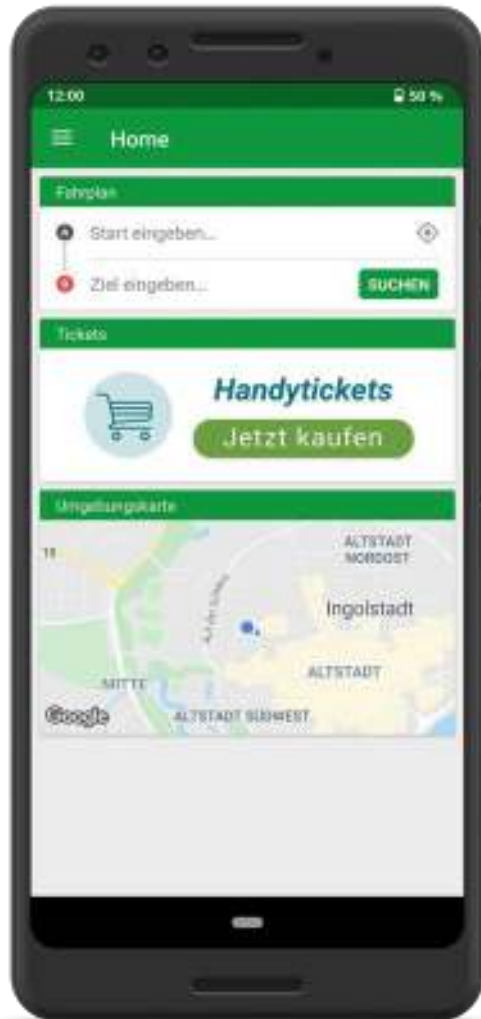 12:00 50 %
Home
Fahrplan
A Start eingeben...
Ziel eingeben...
SUCHEN
Tickets
Handytickets
Jetzt kaufen
Umgebungskarte
ALTSTADT
NORDOST
Ingolstadt
ALTSTADT
MITTE
Google
ALTSTADT SÜDWEST